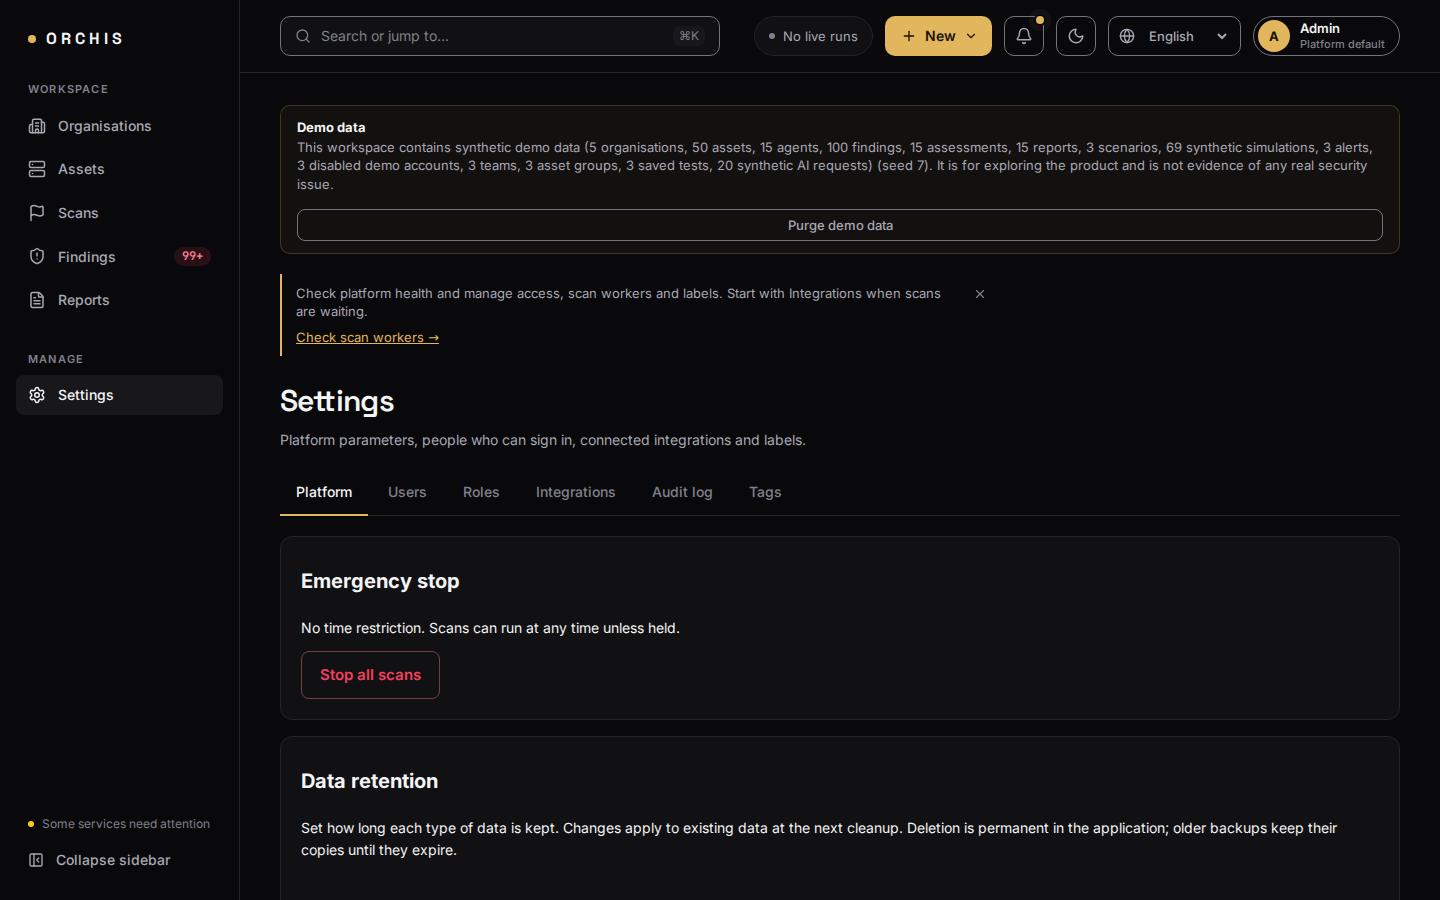 ORCHIS
WORKSPACE
Organisations
Assets
Scans
Findings
99+
Reports
MANAGE
Settings
Some services need attention
Collapse sidebar
Search or jump to...
⌘K
No live runs
New
English
A
Admin
Platform default
Demo data
This workspace contains synthetic demo data (5 organisations, 50 assets, 15 agents, 100 findings, 15 assessments, 15 reports, 3 scenarios, 69 synthetic simulations, 3 alerts,
3 disabled demo accounts, 3 teams, 3 asset groups, 3 saved tests, 20 synthetic AI requests) (seed 7). It is for exploring the product and is not evidence of any real security
issue.
Purge demo data
Check platform health and manage access, scan workers and labels. Start with Integrations when scans
are waiting.
Check scan workers →
Settings
Platform parameters, people who can sign in, connected integrations and labels.
Platform
Users
Roles
Integrations
Audit log
Tags
Emergency stop
No time restriction. Scans can run at any time unless held.
Stop all scans
Data retention
Set how long each type of data is kept. Changes apply to existing data at the next cleanup. Deletion is permanent in the application; older backups keep their
copies until they expire.